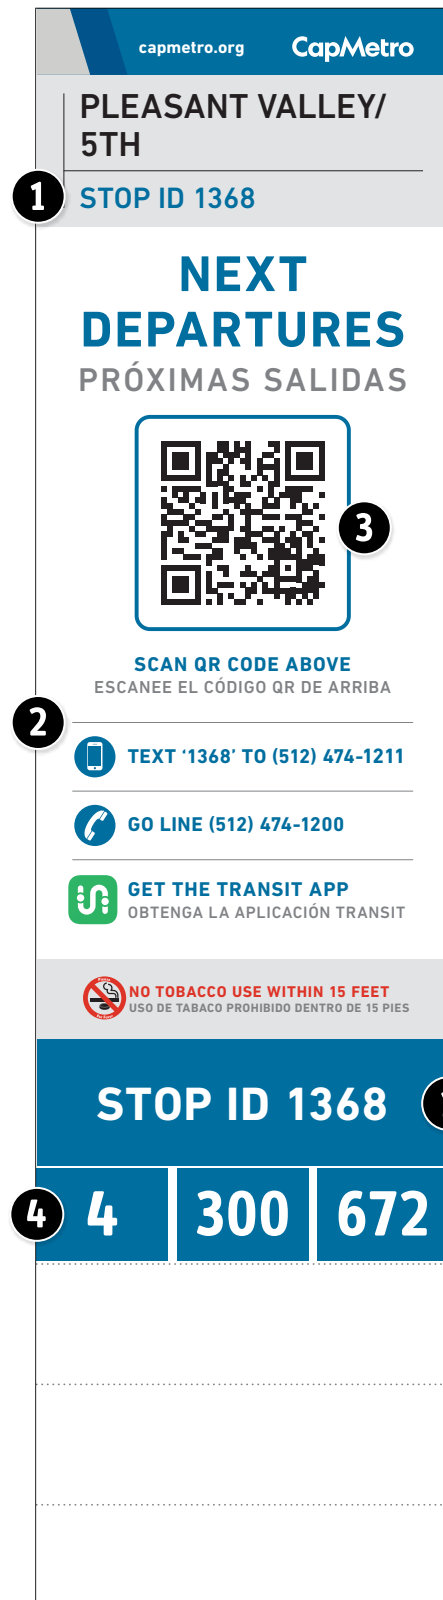 capmetro.org CapMetro
PLEASANT VALLEY/
5TH
1 STOP ID 1368
NEXT
DEPARTURES
PRÓXIMAS SALIDAS
3
SCAN QR CODE ABOVE
ESCANEE EL CÓDIGO QR DE ARRIBA
2
TEXT ‘1368’ TO (512) 474-1211
GO LINE (512) 474-1200
GET THE TRANSIT APP
OBTENGA LA APLICACIÓN TRANSIT
NO TOBACCO USE WITHIN 15 FEET
USO DE TABACO PROHIBIDO DENTRO DE 15 PIES
STOP ID 1368
4 4 300 672